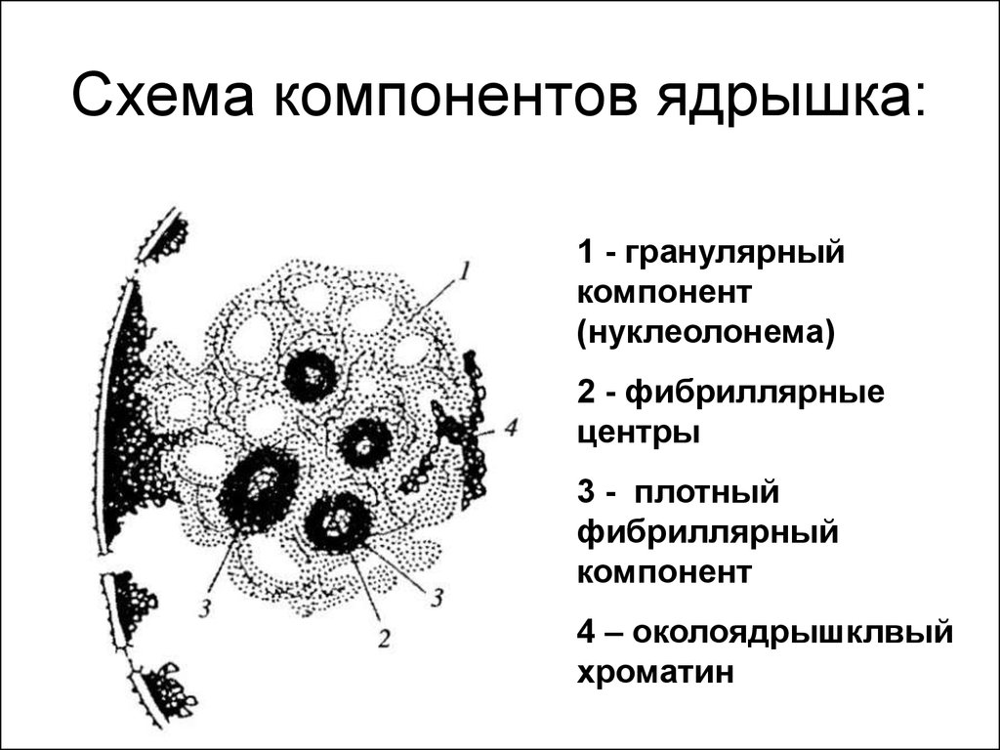 Схема компонентов ядрышка:
1 - гранулярный
компонент
(нуклеолонема)
2 - фибриллярные
центры
3 - плотный
фибриллярный
компонент
4 – околоядрышклвый
хроматин
1
4
3
3
2